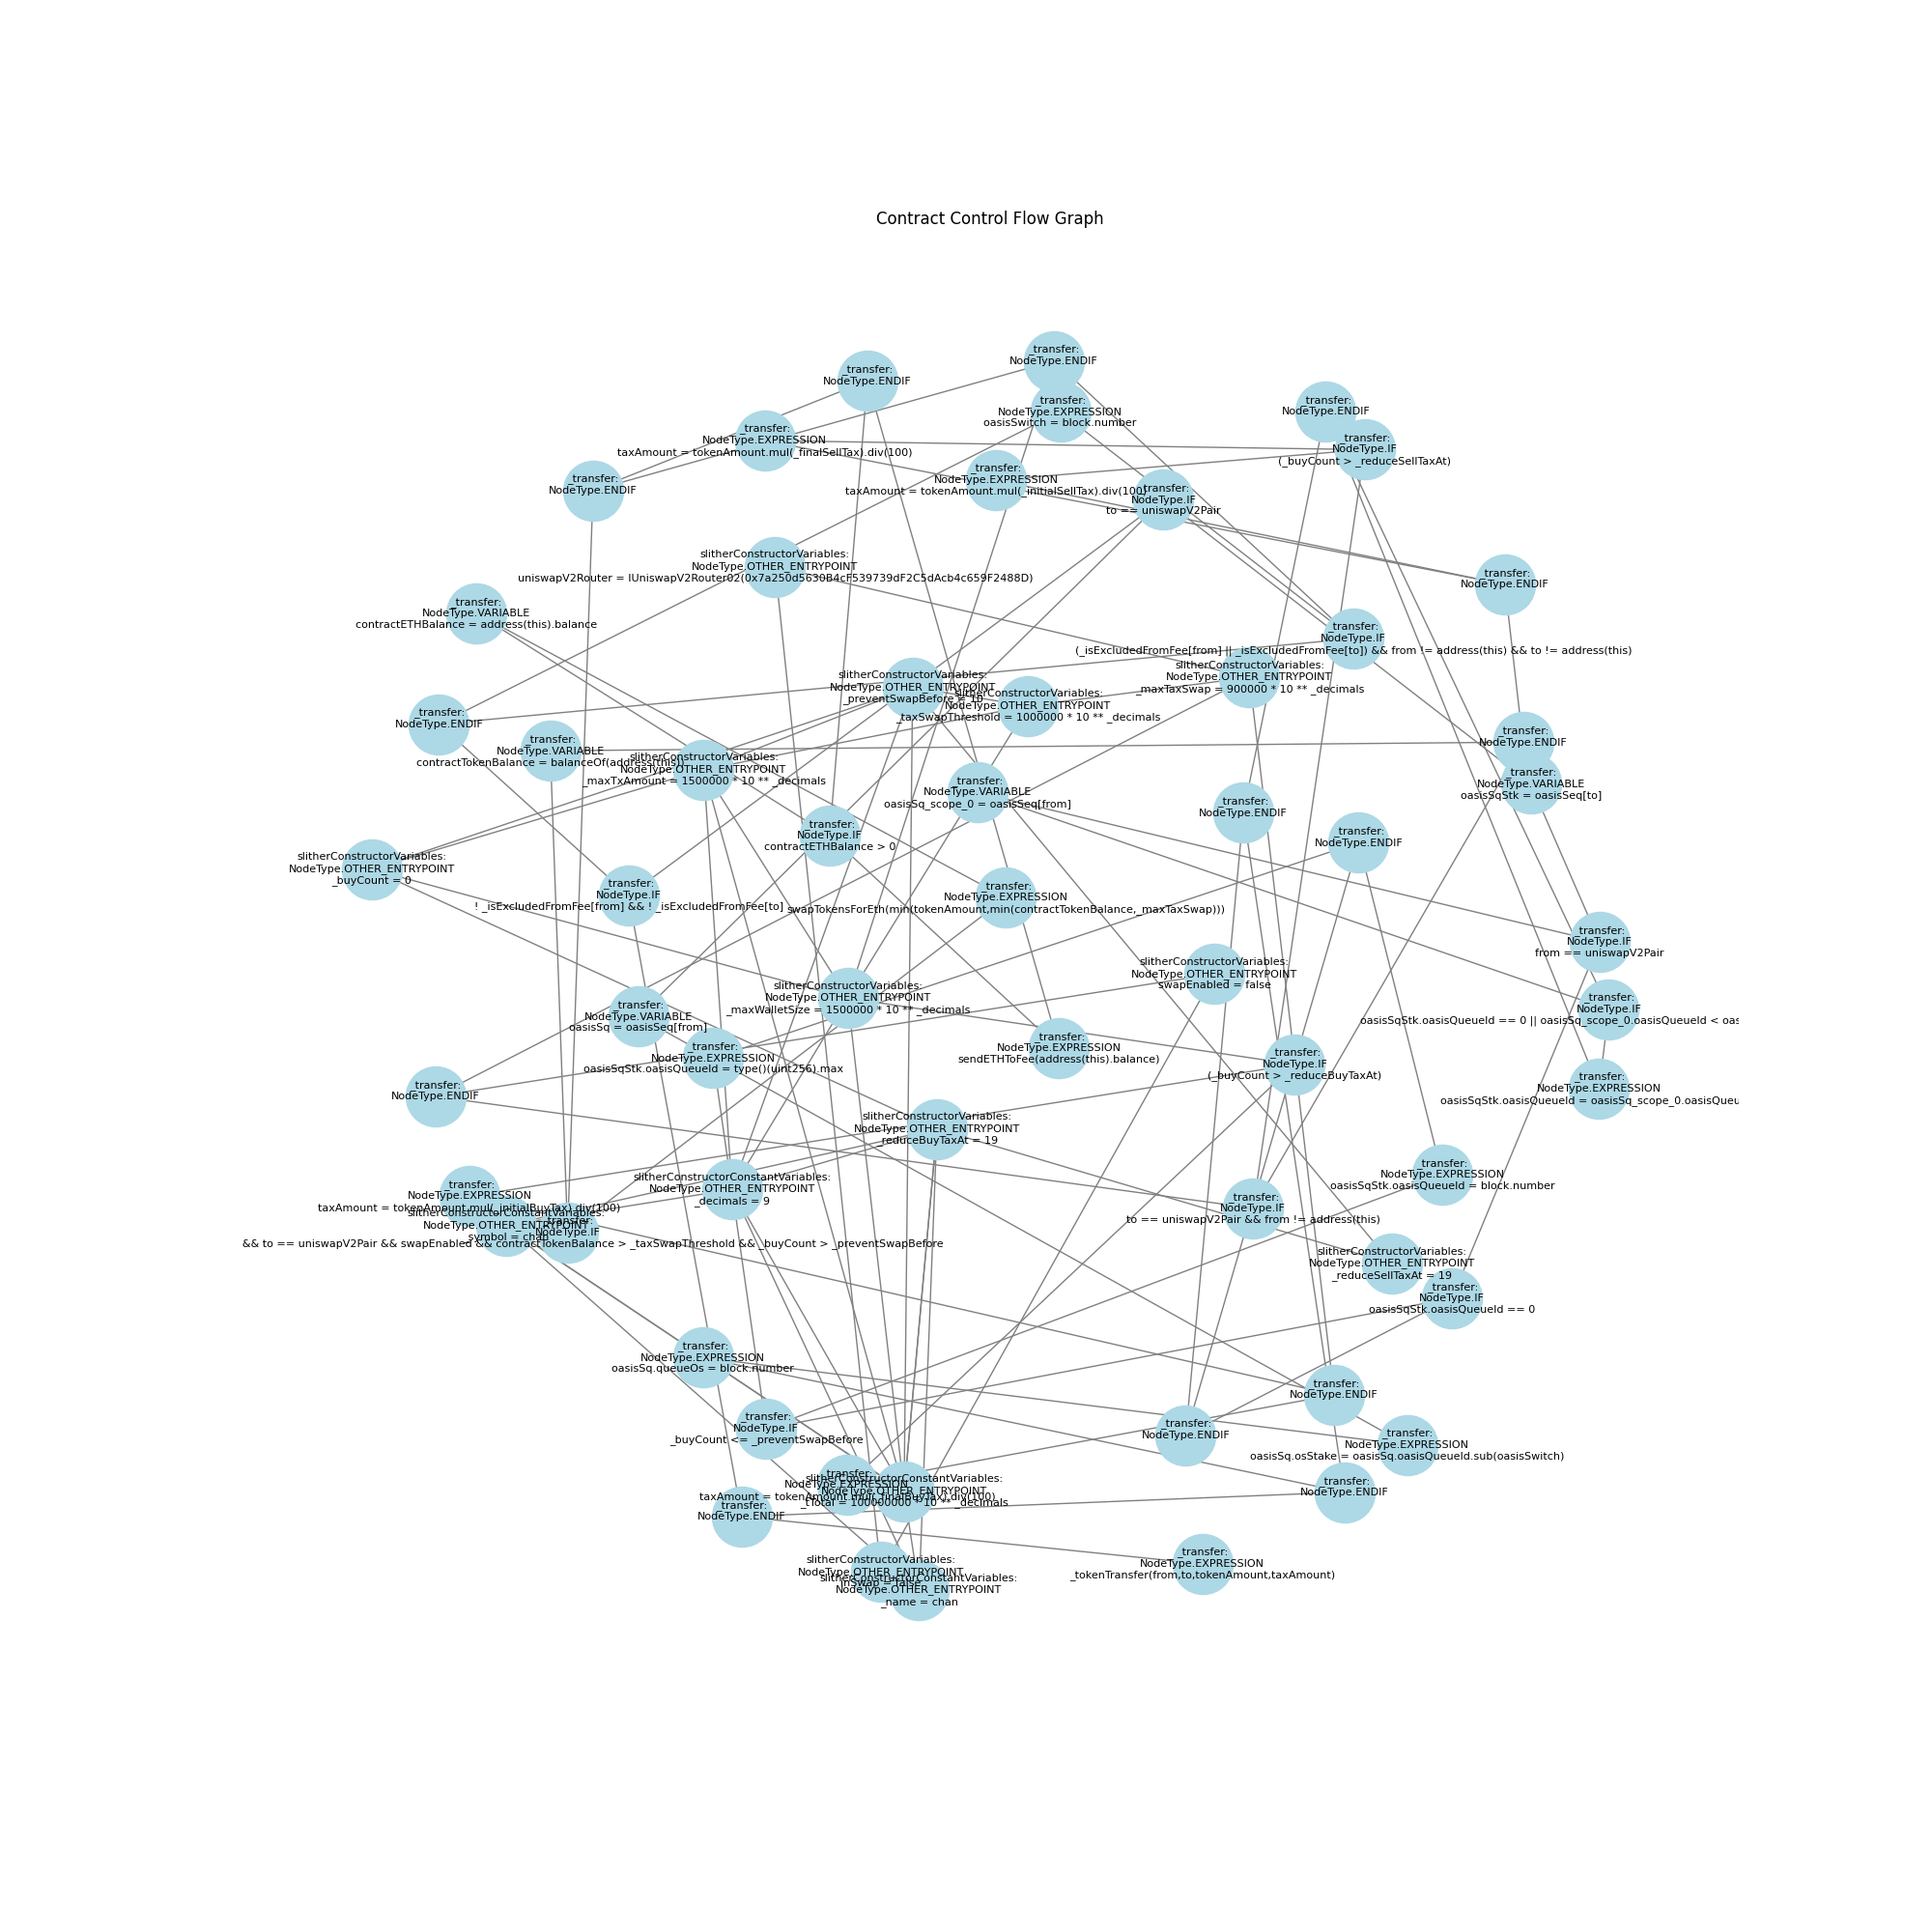 Contract Control Flow Graph
_transfer:
NodeType.ENDIF
_transfer:
NodeType.ENDIF
_transfer:
NodeType.EXPRESSION
oasisSwitch = block.number
_transfer:
NodeType.ENDIF
_transfer:
NodeType.EXPRESSION
taxAmount = tokenAmount.mul(_finalSellTax).div(100)
_transfer:
NodeType.IF
(_buyCount > _reduceSellTaxAt)
_transfer:
NodeType.ENDIF
_transfer:
NodeType.EXPRESSION
taxAmount = tokenAmount.mul(_initialSellTax).div(100)
_transfer:
NodeType.IF
to == uniswapV2Pair
slitherConstructorVariables:
NodeType.OTHER_ENTRYPOINT
uniswapV2Router = IUniswapV2Router02(0x7a250d5630B4cF539739dF2C5dAcb4c659F2488D)
_transfer:
NodeType.ENDIF
_transfer:
NodeType.VARIABLE
contractETHBalance = address(this).balance
_transfer:
NodeType.IF
(_isExcludedFromFee[from] || _isExcludedFromFee[to]) && from != address(this) && to != address(this)
slitherConstructorVariables:
NodeType.OTHER_ENTRYPOINT
_maxTaxSwap = 900000 * 10 ** _decimals
slitherConstructorVariables:
NodeType.OTHER_ENTRYPOINT
_preventSwapBefore = 10
slitherConstructorVariables:
NodeType.OTHER_ENTRYPOINT
_taxSwapThreshold = 1000000 * 10 ** _decimals
_transfer:
NodeType.ENDIF
_transfer:
NodeType.VARIABLE
contractTokenBalance = balanceOf(address(this))
_transfer:
NodeType.ENDIF
slitherConstructorVariables:
NodeType.OTHER_ENTRYPOINT
_maxTxAmount = 1500000 * 10 ** _decimals
_transfer:
NodeType.VARIABLE
oasisSq_scope_0 = oasisSeq[from]
_transfer:
NodeType.VARIABLE
oasisSqStk = oasisSeq[to]
_transfer:
NodeType.ENDIF
_transfer:
NodeType.IF
contractETHBalance > 0
_transfer:
NodeType.ENDIF
slitherConstructorVariables:
NodeType.OTHER_ENTRYPOINT
_buyCount = 0
_transfer:
NodeType.IF
! _isExcludedFromFee[from] && ! _isExcludedFromFee[to]
_transfer:
NodeType.EXPRESSION
swapTokensForEth(min(tokenAmount,min(contractTokenBalance,_maxTaxSwap)))
_transfer:
NodeType.IF
from == uniswapV2Pair
slitherConstructorVariables:
NodeType.OTHER_ENTRYPOINT
swapEnabled = false
slitherConstructorVariables:
NodeType.OTHER_ENTRYPOINT
_maxWalletSize = 1500000 * 10 ** _decimals
_transfer:
NodeType.IF
oasisSqStk.oasisQueueId == 0 || oasisSq_scope_0.oasisQueueId < oas
_transfer:
NodeType.VARIABLE
oasisSq = oasisSeq[from]
_transfer:
NodeType.EXPRESSION
sendETHToFee(address(this).balance)
_transfer:
NodeType.EXPRESSION
oasisSqStk.oasisQueueId = type()(uint256).max
_transfer:
NodeType.IF
(_buyCount > _reduceBuyTaxAt)
_transfer:
NodeType.EXPRESSION
oasisSqStk.oasisQueueId = oasisSq_scope_0.oasisQueu
_transfer:
NodeType.ENDIF
slitherConstructorVariables:
NodeType.OTHER_ENTRYPOINT
_reduceBuyTaxAt = 19
_transfer:
NodeType.EXPRESSION
oasisSqStk.oasisQueueId = block.number
slitherConstructorConstantVariables:
NodeType.OTHER_ENTRYPOINT
_decimals = 9
_transfer:
NodeType.EXPRESSION
taxAmount = tokenAmount.mul(_initialBuyTax).div(100)
_transfer:
NodeType.IF
to == uniswapV2Pair && from != address(this)
slitherConstructorConstantVariables:
NodeType.OTHER_ENTRYPOINT
_symbol = chan
_transfer:
NodeType.IF
&& to == uniswapV2Pair && swapEnabled && contractTokenBalance > _taxSwapThreshold && _buyCount > _preventSwapBefore
slitherConstructorVariables:
NodeType.OTHER_ENTRYPOINT
_reduceSellTaxAt = 19
_transfer:
NodeType.IF
oasisSqStk.oasisQueueId == 0
_transfer:
NodeType.EXPRESSION
oasisSq.queueOs = block.number
_transfer:
NodeType.ENDIF
_transfer:
NodeType.IF
_buyCount <= _preventSwapBefore
_transfer:
NodeType.ENDIF
_transfer:
NodeType.EXPRESSION
oasisSq.osStake = oasisSq.oasisQueueId.sub(oasisSwitch)
_transfer:
NodeType.EXPRESSION
taxAmount = tokenAmount.mul(_finalBuyTax).div(100)
slitherConstructorConstantVariables:
NodeType.OTHER_ENTRYPOINT
_tTotal = 100000000 * 10 ** _decimals
_transfer:
NodeType.ENDIF
_transfer:
NodeType.ENDIF
_transfer:
NodeType.EXPRESSION
_tokenTransfer(from,to,tokenAmount,taxAmount)
slitherConstructorVariables:
NodeType.OTHER_ENTRYPOINT
inSwap = false
slitherConstructorConstantVariables:
NodeType.OTHER_ENTRYPOINT
_name = chan